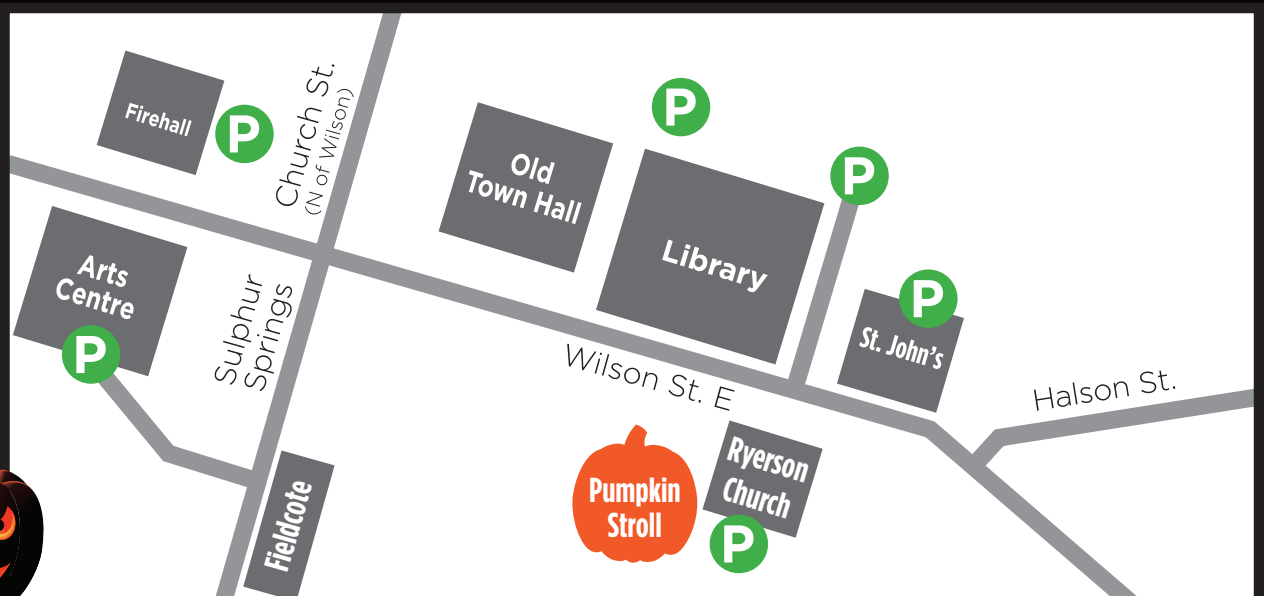 Firehall
P
Church St.
(N of Wilson)
P
Old
Town Hall
Library
P
Arts
Centre
P
Sulphur
Springs
P
St. John's
Wilson St. E
Halson St.
Fieldcote
Pumpkin
Stroll
Ryerson
Church
P